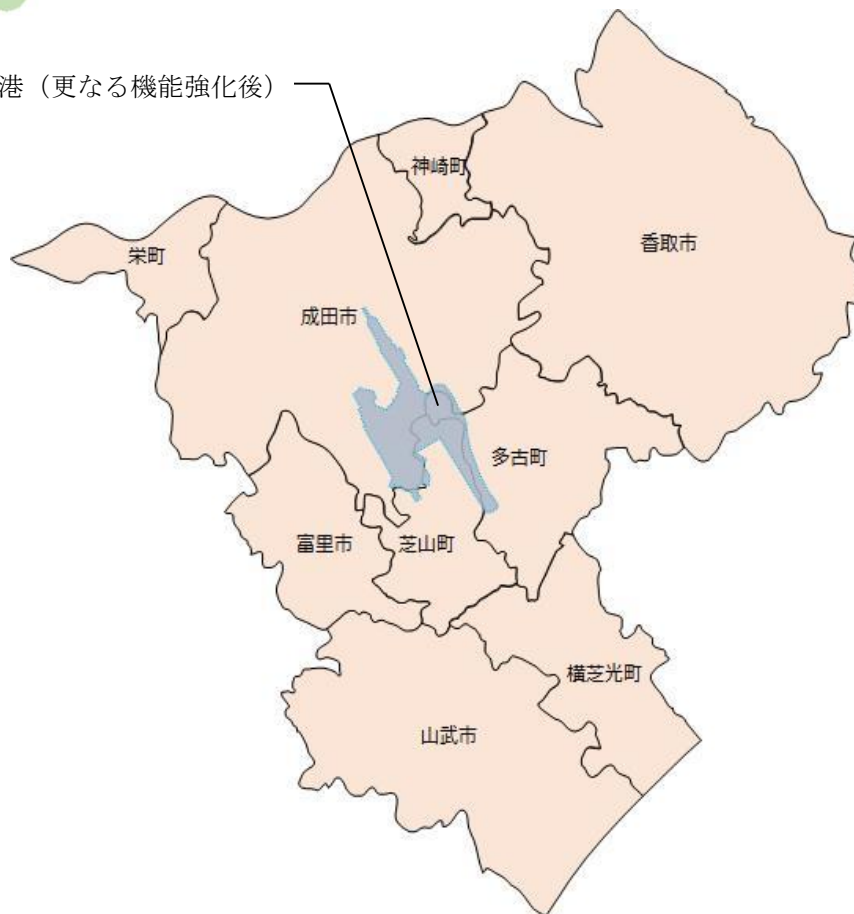 港（更なる機能強化後）
神崎町
香取市
栄町
成田市
多古町
富里市
芝山町
横芝光町
山武市